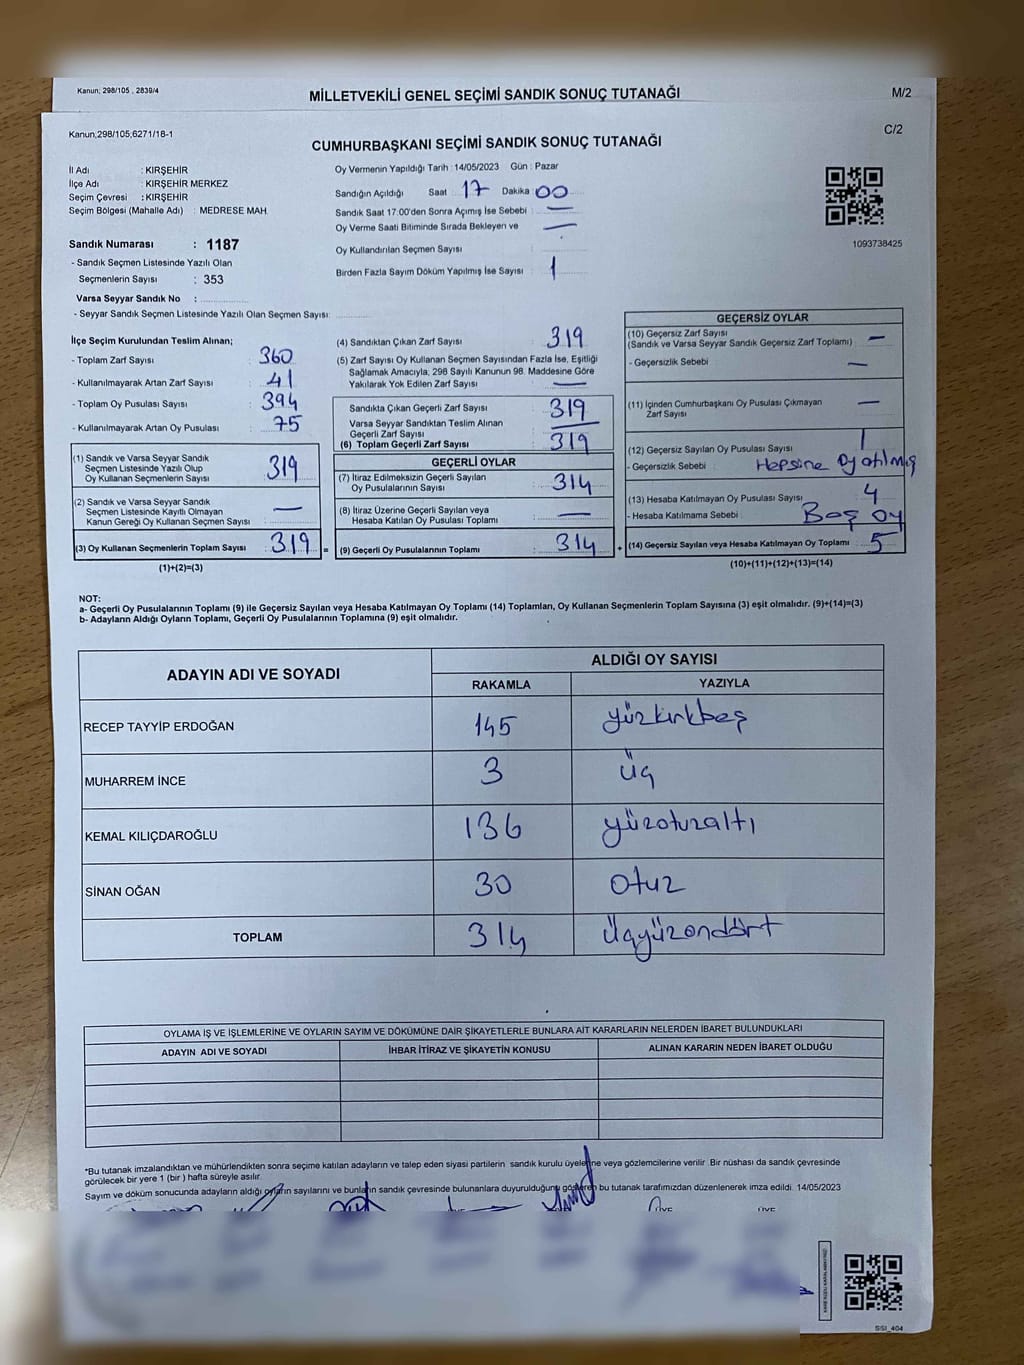 Kanun; 298/105 , 2839/4
MİLLETVEKİLİ GENEL SEÇİMİ SANDIK SONUÇ TUTANAĞI
M/2
Kanun;298/105;6271/18-1
C/2
CUMHURBAŞKANI SEÇİMİ SANDIK SONUÇ TUTANAĞI
İl Adı : KIRŞEHİR
İlçe Adı : KIRŞEHİR MERKEZ
Seçim Çevresi : KIRŞEHİR
Seçim Bölgesi (Mahalle Adı) : MEDRESE MAH.
Sandık Numarası : 1187
- Sandık Seçmen Listesinde Yazılı Olan
Seçmenlerin Sayısı : 353
Varsa Seyyar Sandık No :
- Seyyar Sandık Seçmen Listesinde Yazılı Olan Seçmen Sayısı:
Oy Vermenin Yapıldığı Tarih : 14/05/2023 Gün : Pazar
Sandığın Açıldığı Saat 17 Dakika 00
Sandık Saat 17:00'den Sonra Açımış İse Sebebi : —
Oy Verme Saati Bitiminde Sırada Bekleyen ve —
Oy Kullandırılan Seçmen Sayısı :
Birden Fazla Sayım Döküm Yapılmış İse Sayısı : 1
1093738425
İlçe Seçim Kurulundan Teslim Alınan;
- Toplam Zarf Sayısı : 360
- Kullanılmayarak Artan Zarf Sayısı : 41
- Toplam Oy Pusulası Sayısı : 394
- Kullanılmayarak Artan Oy Pusulası : 75
(1) Sandık ve Varsa Seyyar Sandık
Seçmen Listesinde Yazılı Olup
Oy Kullanan Seçmenlerin Sayısı : 319
(2) Sandık ve Varsa Seyyar Sandık
Seçmen Listesinde Kayıtlı Olmayan
Kanun Gereği Oy Kullanan Seçmen Sayısı : —
(3) Oy Kullanan Seçmenlerin Toplam Sayısı : 319
(1)+(2)=(3)
(4) Sandıktan Çıkan Zarf Sayısı : 319
(5) Zarf Sayısı Oy Kullanan Seçmen Sayısından Fazla İse, Eşitliği
Sağlamak Amacıyla, 298 Sayılı Kanunun 98. Maddesine Göre
Yakılarak Yok Edilen Zarf Sayısı : —
Sandıkta Çıkan Geçerli Zarf Sayısı : 319
Varsa Seyyar Sandıktan Teslim Alınan
Geçerli Zarf Sayısı : —
(6) Toplam Geçerli Zarf Sayısı : 319
GEÇERLİ OYLAR
(7) İtiraz Edilmeksizin Geçerli Sayılan
Oy Pusulasının Sayısı : 314
(8) İtiraz Üzerine Geçerli Sayılan veya
Hesaba Katılan Oy Pusulası Toplamı : —
= (9) Geçerli Oy Pusulalarının Toplamı : 314 +
GEÇERSİZ OYLAR
(10) Geçersiz Zarf Sayısı
(Sandık ve Varsa Seyyar Sandık Geçersiz Zarf Toplamı) : —
- Geçersizlik Sebebi : —
(11) İçinden Cumhurbaşkanı Oy Pusulası Çıkmayan
Zarf Sayısı : —
(12) Geçersiz Sayılan Oy Pusulası Sayısı : 1
- Geçersizlik Sebebi : Hepsine oy atılmış
(13) Hesaba Katılmayan Oy Pusulası Sayısı : 4
- Hesaba Katılmama Sebebi : Boş oy
(14) Geçersiz Sayılan veya Hesaba Katılmayan Oy Toplamı : 5
(10)+(11)+(12)+(13)=(14)
NOT:
a- Geçerli Oy Pusulalarının Toplamı (9) ile Geçersiz Sayılan veya Hesaba Katılmayan Oy Toplamı (14) Toplamları, Oy Kullanan Seçmenlerin Toplam Sayısına (3) eşit olmalıdır. (9)+(14)=(3)
b- Adayların Aldığı Oyların Toplamı, Geçerli Oy Pusulalarının Toplamına (9) eşit olmalıdır.
ADAYIN ADI VE SOYADI
ALDIĞI OY SAYISI
RAKAMLA YAZIYLA
RECEP TAYYİP ERDOĞAN 145 yüzkırkbeş
MUHARREM İNCE 3 üç
KEMAL KILIÇDAROĞLU 136 yüzotuzaltı
SİNAN OĞAN 30 otuz
TOPLAM 314 üçyüzondört
OYLAMA İŞ VE İŞLEMLERİNE VE OYLARIN SAYIM VE DÖKÜMÜNE DAİR ŞİKAYETLERLE BUNLARA AİT KARARLARIN NELERDEN İBARET BULUNDUKLARI
ADAYIN ADI VE SOYADI İHBAR İTİRAZ VE ŞİKAYETİN KONUSU ALINAN KARARIN NEDEN İBARET OLDUĞU
*Bu tutanak imzalandıktan ve mühürlendikten sonra seçime katılan adayların ve talep eden siyasi partilerin sandık kurulu üyelerine veya gözlemcilerine verilir. Bir nüshası da sandık çevresinde
görülecek bir yere 1 (bir ) hafta süreyle asılır.
Sayım ve döküm sonucunda adayların aldığı oyların sayılarını ve bunların sandık çevresinde bulunanlara duyurulduğunu gösteren bu tutanak tarafımızdan düzenlenerek imza edildi. 14/05/2023
ÜYE ÜYE
SSI_404